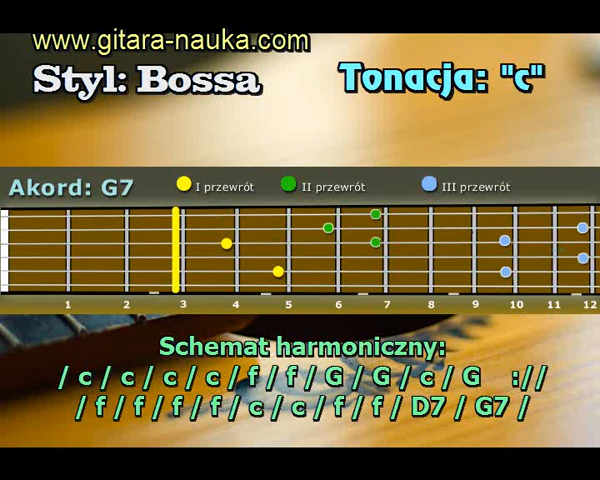 www.gitara-nauka.com
Styl: Bossa
Tonacja: "c"
Akord: G7
I przewrót
II przewrót
III przewrót
1 2 3 4 5 6 7 8 9 10 11 12
Schemat harmoniczny:
/ c / c / c / c / f / f / G / G / c / G :/​/
/ f / f / f / f / c / c / f / f / D7 / G7 /